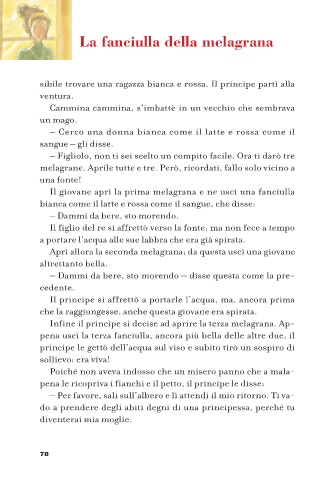 La fanciulla della melagrana
sibile trovare una ragazza bianca e rossa. Il principe partì alla
ventura.
Cammina cammina, s'imbattè in un vecchio che sembrava
un mago.
– Cerco una donna bianca come il latte e rossa come il
sangue – gli disse.
– Figliolo, non ti sei scelto un compito facile. Ora ti darò tre
melagrane. Aprile tutte e tre. Però, ricordati, fallo solo vicino a
una fonte!
Il giovane aprì la prima melagrana e ne uscì una fanciulla
bianca come il latte e rossa come il sangue, che disse:
– Dammi da bere, sto morendo.
Il figlio del re si affrettò verso la fonte, ma non fece a tempo
a portare l'acqua alle sue labbra che era già spirata.
Aprì allora la seconda melagrana; da questa uscì una giovane
altrettanto bella.
– Dammi da bere, sto morendo – disse questa come la pre-
cedente.
Il principe si affrettò a portarle l'acqua, ma, ancora prima
che la raggiungesse, anche questa giovane era spirata.
Infine il principe si decise ad aprire la terza melagrana. Ap-
pena uscì la terza fanciulla, ancora più bella delle altre due, il
principe le gettò dell'acqua sul viso e subito tirò un sospiro di
sollievo: era viva!
Poiché non aveva indosso che un misero panno che a mala-
pena le ricopriva i fianchi e il petto, il principe le disse:
– Per favore, sali sull'albero e lì attendi il mio ritorno. Ti va-
do a prendere degli abiti degni di una principessa, perché tu
diventerai mia moglie.
78